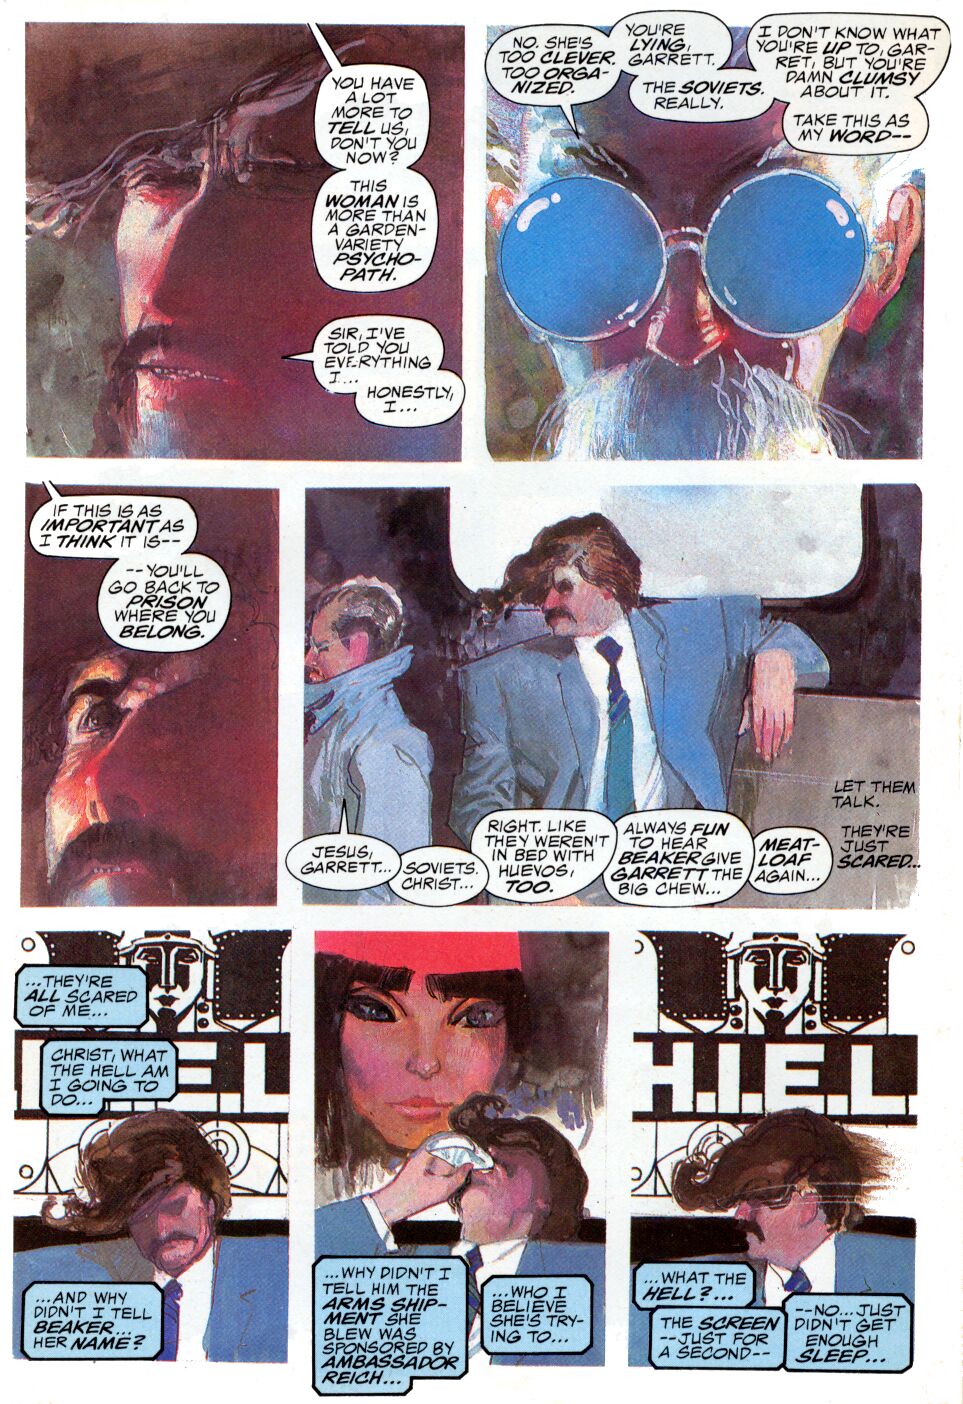 YOU HAVE
A LOT
MORE TO
TELL US,
DON'T YOU
NOW?
THIS
WOMAN IS
MORE THAN
A GARDEN-
VARIETY
PSYCHO-
PATH.
SIR, I'VE
TOLD YOU
EVERYTHING
I...
HONESTLY,
I...
NO. SHE'S
TOO CLEVER.
TOO ORGA-
NIZED.
YOU'RE
LYING,
GARRETT.
THE SOVIETS.
REALLY.
I DON'T KNOW WHAT
YOU'RE UP TO, GAR-
RET, BUT YOU'RE
DAMN CLUMSY
ABOUT IT.
TAKE THIS AS
MY WORD--
IF THIS IS AS
IMPORTANT AS
I THINK IT IS--
--YOU'LL
GO BACK TO
PRISON
WHERE YOU
BELONG.
JESUS,
GARRETT...
SOVIETS.
CHRIST...
RIGHT. LIKE
THEY WEREN'T
IN BED WITH
HUEVOS,
TOO.
ALWAYS FUN
TO HEAR
BEAKER GIVE
GARRETT THE
BIG CHEW...
MEAT-
LOAF
AGAIN...
LET THEM
TALK.
THEY'RE
JUST
SCARED...
...THEY'RE
ALL SCARED
OF ME...
CHRIST, WHAT
THE HELL AM
I GOING TO
DO...
I.E.L
...AND WHY
DIDN'T I TELL
BEAKER...
HER NAME?
...WHY DIDN'T I
TELL HIM THE
ARMS SHIP-
MENT SHE
BLEW WAS
SPONSORED BY
AMBASSADOR
REICH...
...WHO I
BELIEVE
SHE'S TRY-
ING TO...
H.I.E.L.
...WHAT THE
HELL?...
THE SCREEN
--JUST FOR
A SECOND--
--NO...JUST
DIDN'T GET
ENOUGH
SLEEP...